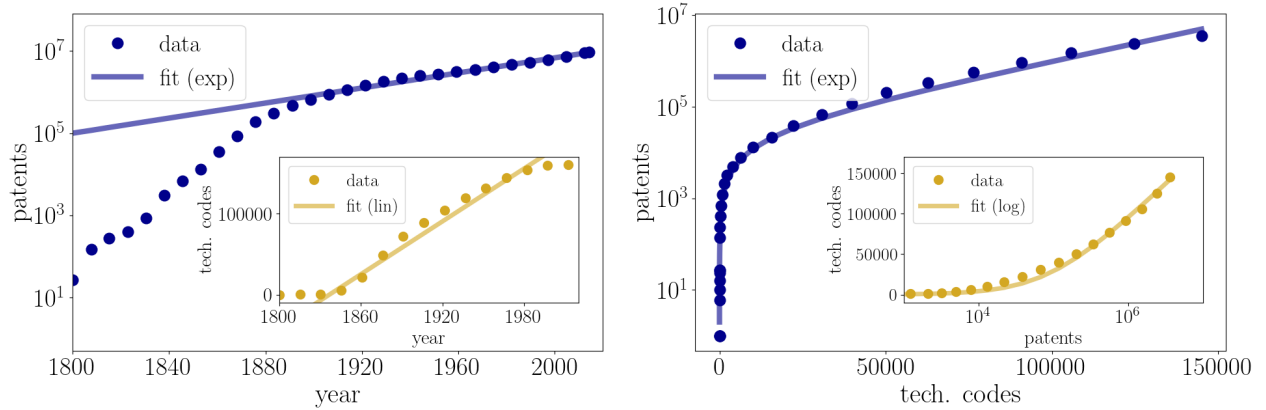 patents
10^7
10^5
10^3
10^1
data
fit (exp)
tech. codes
100000
0
data
fit (lin)
1800 1860 1920 1980
year
1800 1840 1880 1920 1960 2000
year
patents
10^7
10^5
10^3
10^1
data
fit (exp)
tech. codes
150000
100000
50000
0
data
fit (log)
10^4 10^6
patents
0 50000 100000 150000
tech. codes